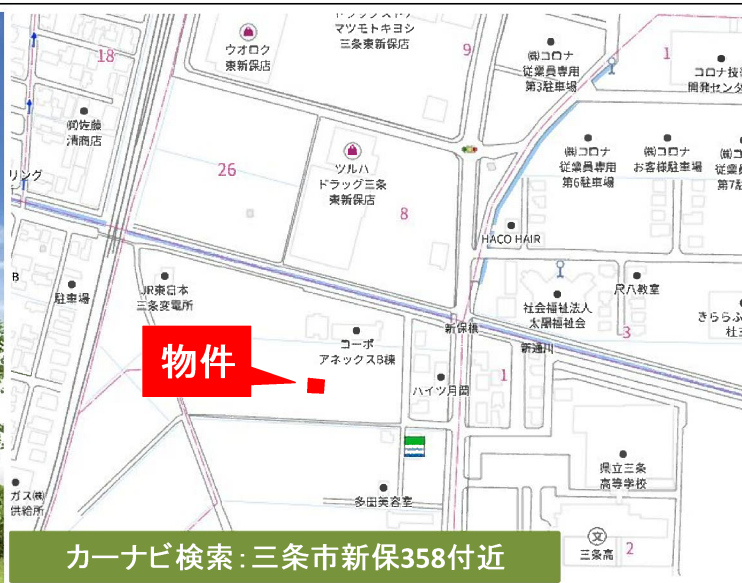 18
ウオロク
東新保店
マツモトキヨシ
三条東新保店
9
㈱コロナ
従業員専用
第3駐車場
1
コロナ技
開発センタ
㈲佐藤
清商店
リング
26
ツルハ
ドラッグ三条
東新保店
8
㈱コロナ
従業員専用
第6駐車場
㈱コロナ
お客様駐車場
㈱コ
従業
第7
HACO HAIR
B
駐車場
JR東日本
三条変電所
社会福祉法人
太陽福祉会
尺八教室
3
きららふ
新保橋
新通川
コーポ
アネックスB棟
物件
ハイツ月岡
1
県立三条
高等学校
多田美容室
ガス㈱
供給所
文
三条高
2
カーナビ検索:三条市新保358付近